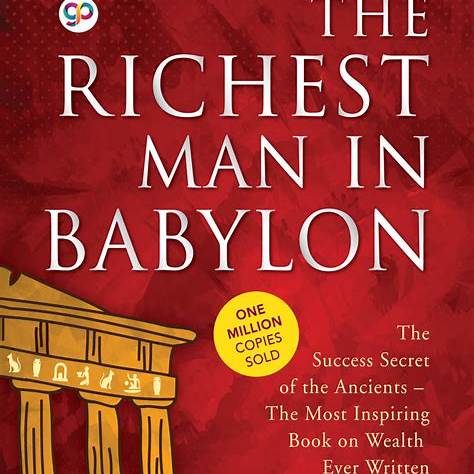 gp
THE
RICHEST
MAN IN
BABYLON
ONE
MILLION
COPIES
SOLD
The
Success Secret
of the Ancients –
The Most Inspiring
Book on Wealth
Ever Written